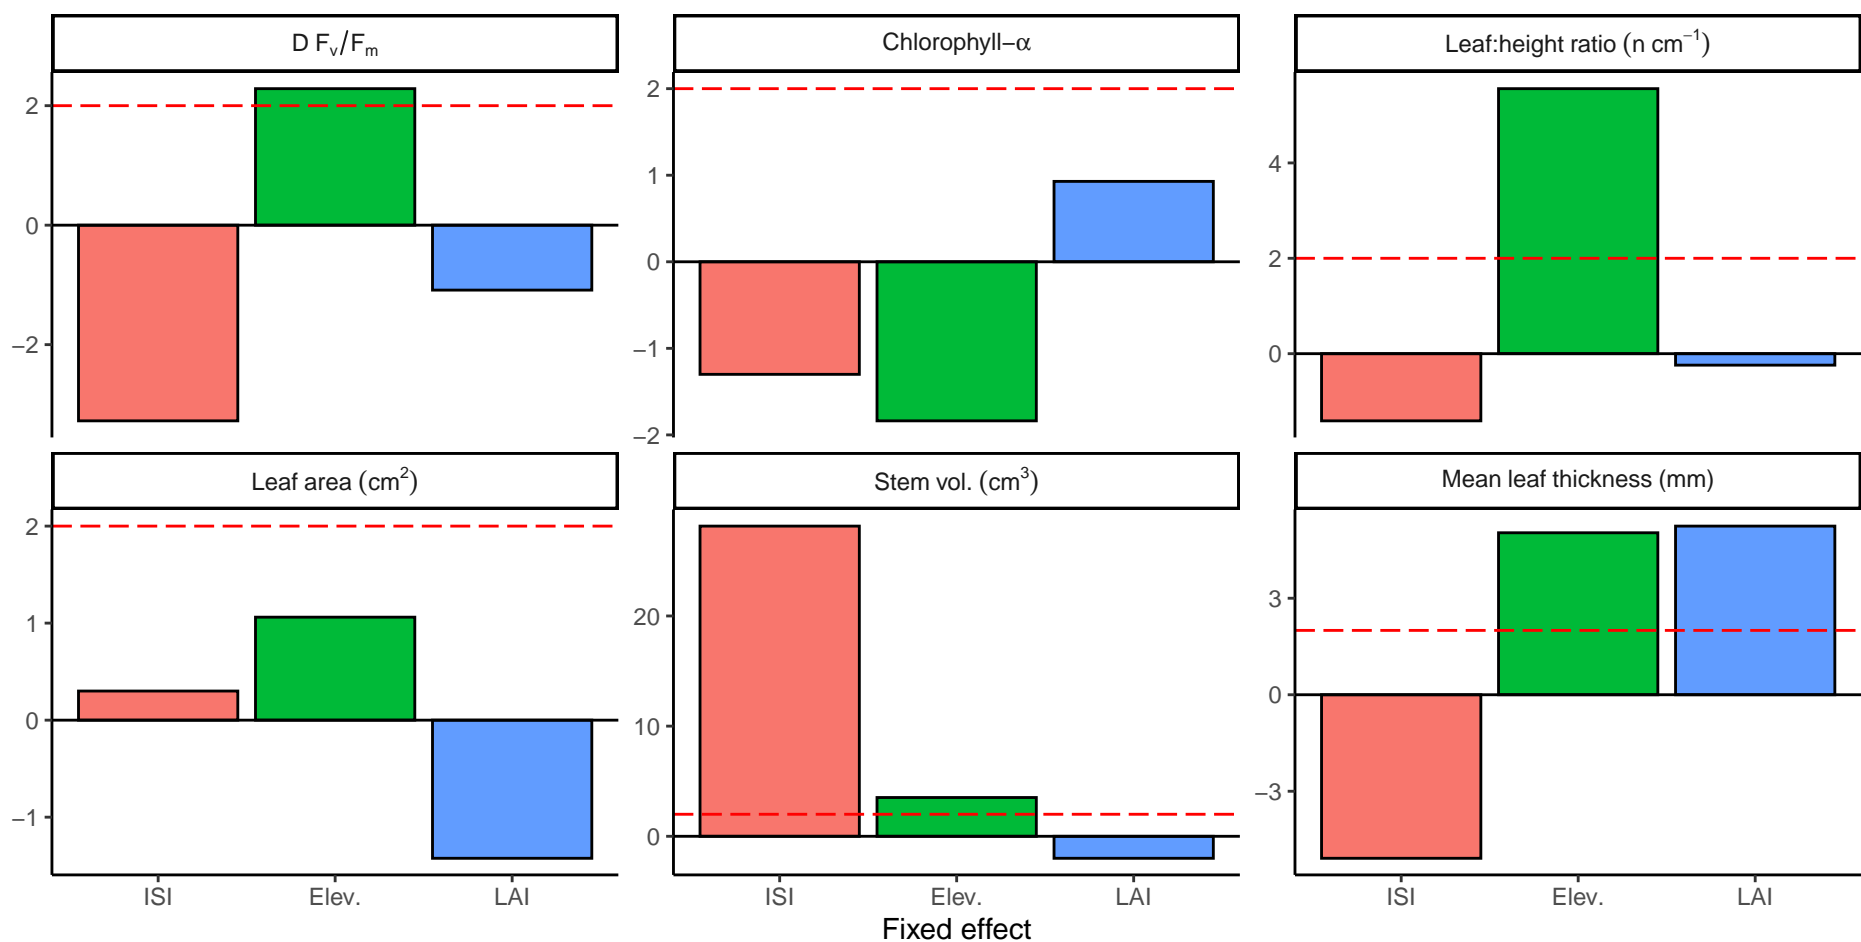 D Fᵥ/Fₘ
Chlorophyll−α
Leaf:height ratio (n cm⁻¹)
2
0
−2
2
1
0
−1
−2
4
2
0
Leaf area (cm²)
Stem vol. (cm³)
Mean leaf thickness (mm)
2
1
0
−1
20
10
0
3
0
−3
ISI Elev. LAI
ISI Elev. LAI
ISI Elev. LAI
Fixed effect